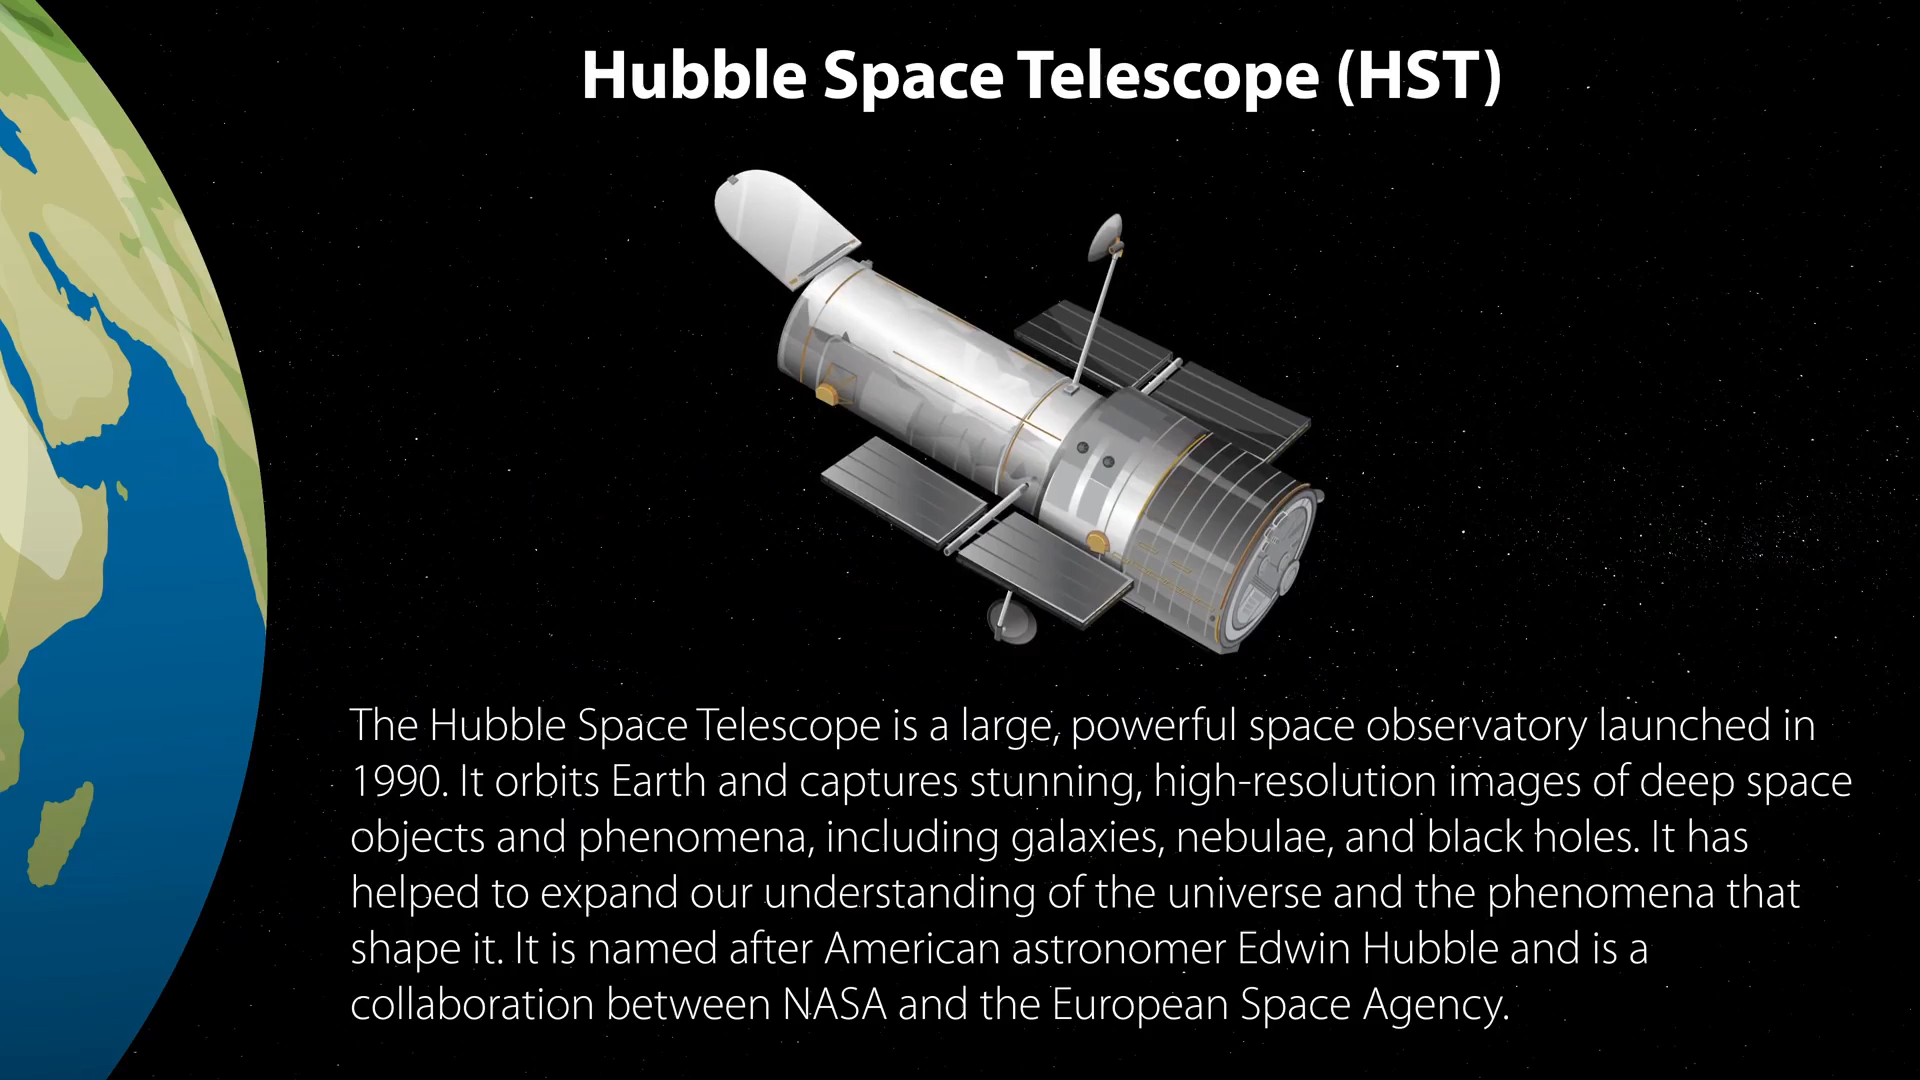 Hubble Space Telescope (HST)
The Hubble Space Telescope is a large, powerful space observatory launched in
1990. It orbits Earth and captures stunning, high-resolution images of deep space
objects and phenomena, including galaxies, nebulae, and black holes. It has
helped to expand our understanding of the universe and the phenomena that
shape it. It is named after American astronomer Edwin Hubble and is a
collaboration between NASA and the European Space Agency.